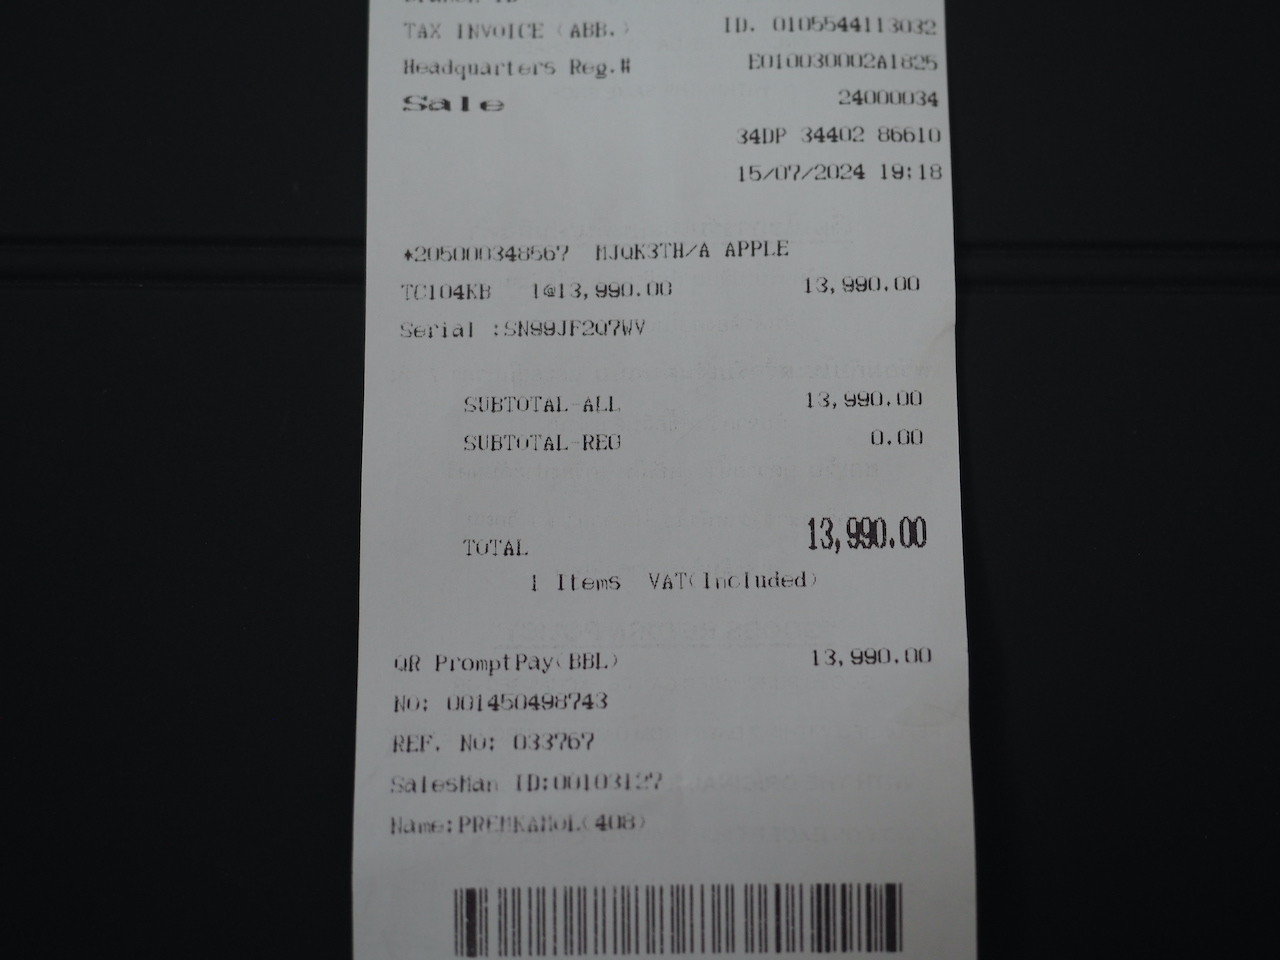 TAX INVOICE (ABB.) ID. 0105544113032
Headquarters Reg.# E010030002A1825
Sale 24000034
34DP 34402 86610
15/07/2024 19:18
*205000348567 MJQK3TH/A APPLE
TC104KB 1@13,990.00 13,990.00
Serial :SN99JF2Q7WV
SUBTOTAL-ALL 13,990.00
SUBTOTAL-REG 0.00
TOTAL 13,990.00
1 Items VAT(Included)
QR PromptPay(BBL) 13,990.00
No: 001450498743
REF. No: 033767
SalesMan ID:00103127
Name:PREMKAMOL(408)